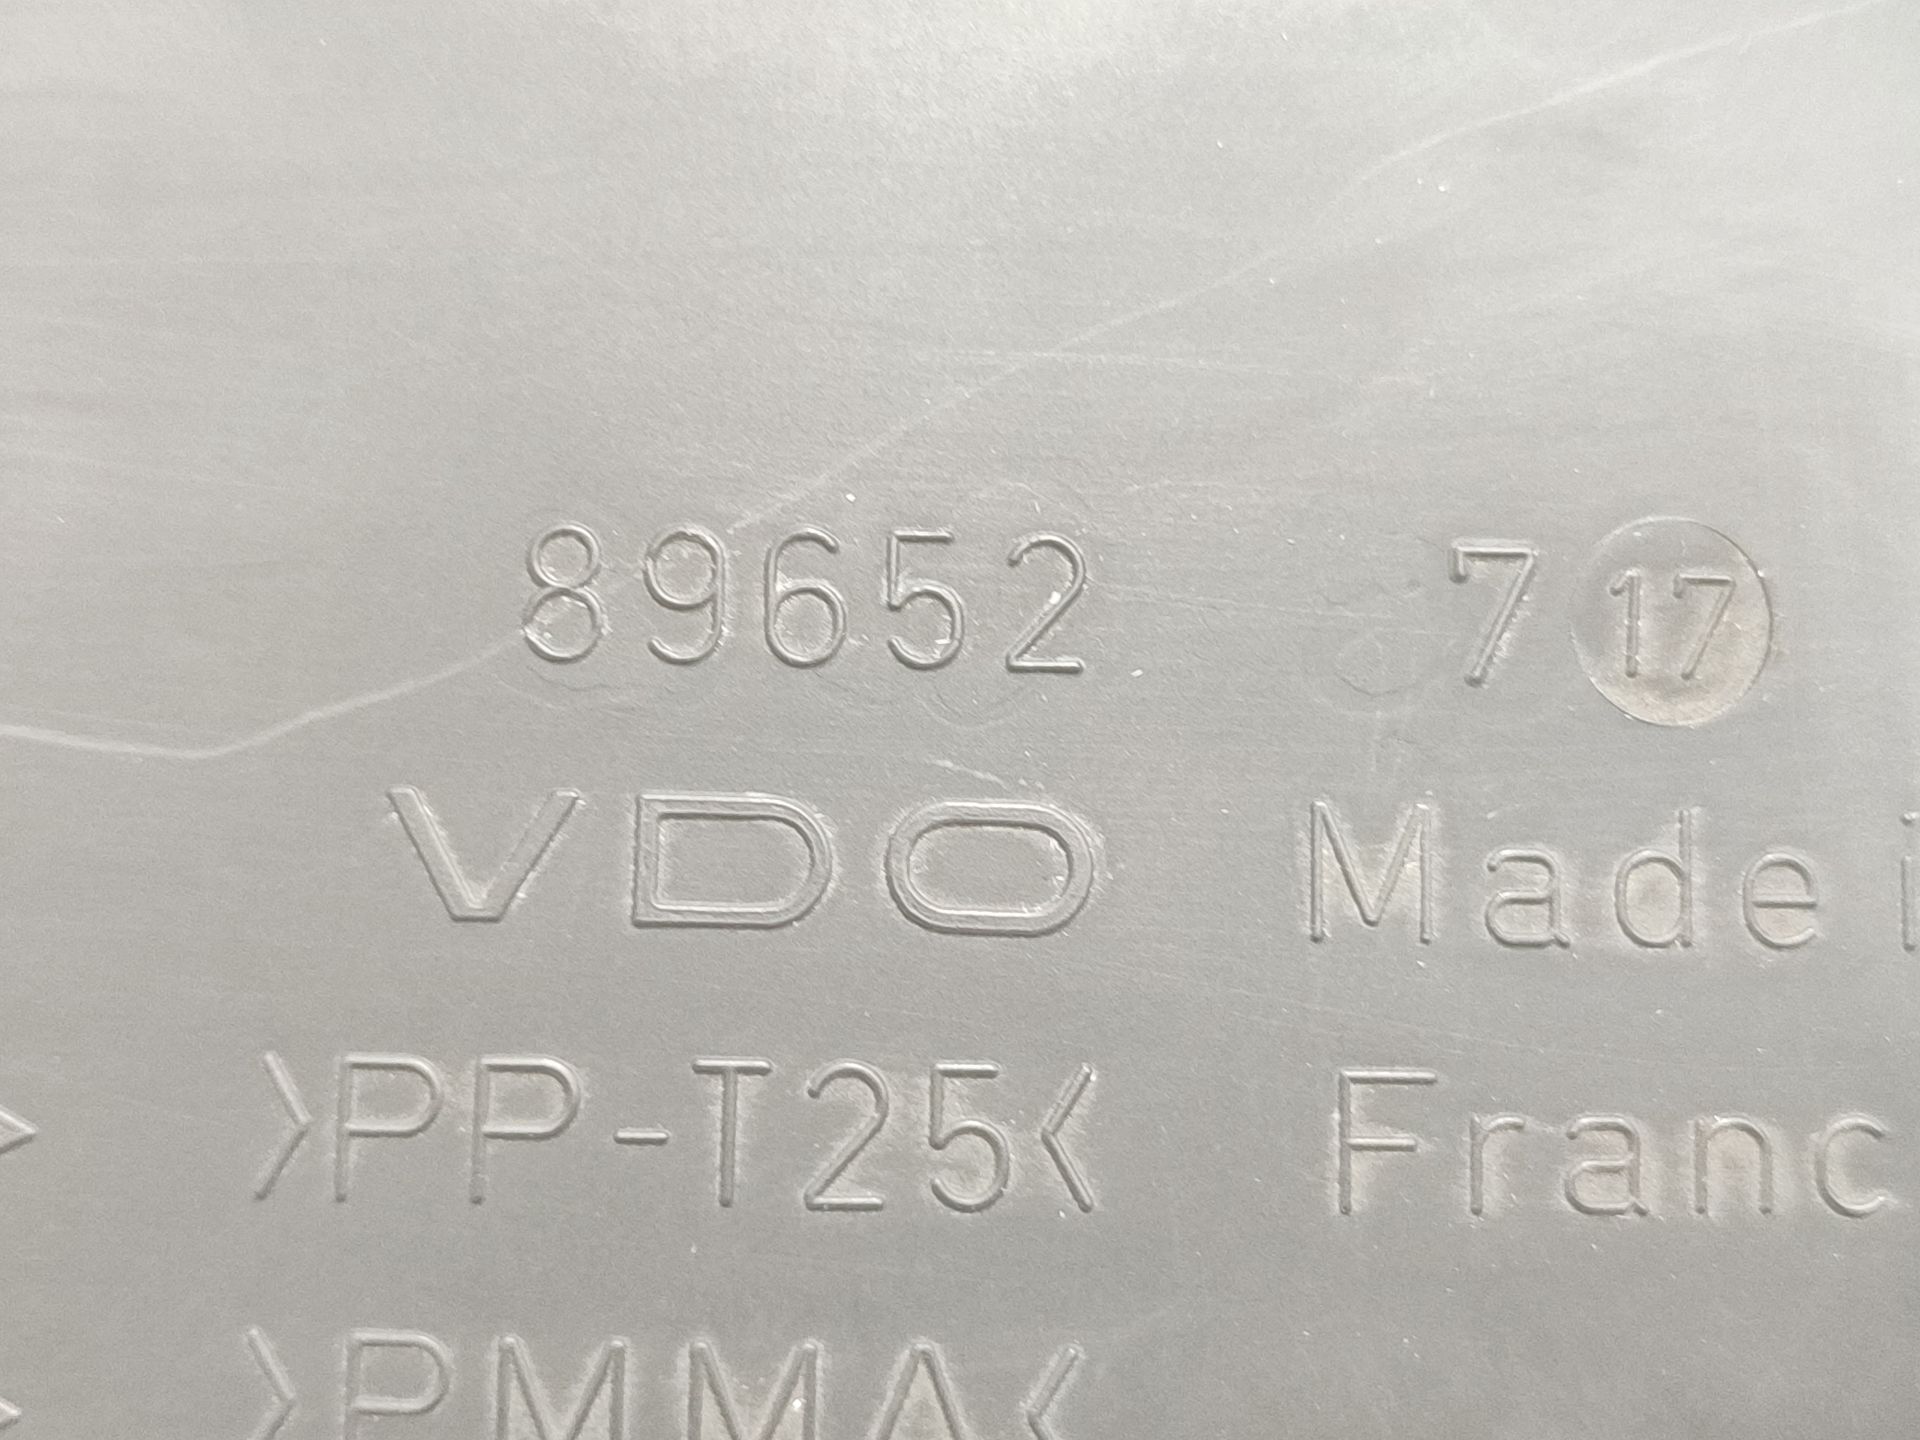 89652 7 17
VDO Made i
>PP-T25< Franc
>PMMA<